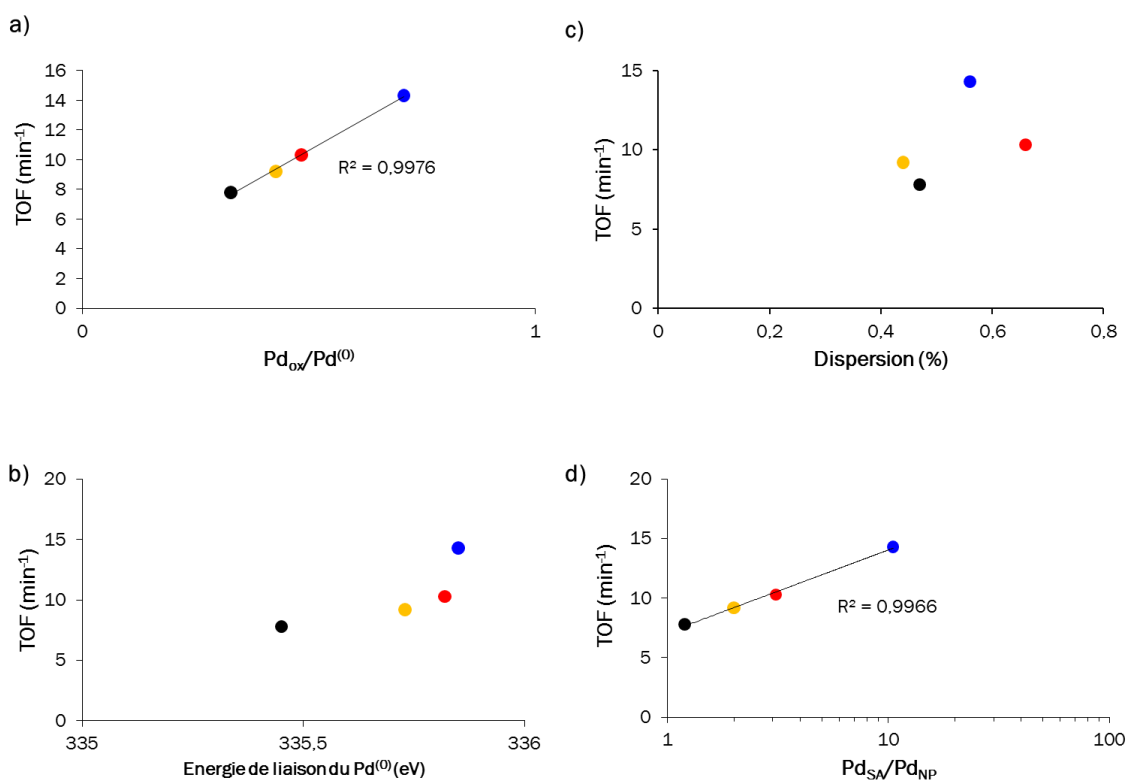 a)
16
14
12
10
8
6
4
2
0
TOF (min-1)
R² = 0,9976
0 1
Pdox/Pd(0)
c)
15
10
5
0
TOF (min-1)
0 0,2 0,4 0,6 0,8
Dispersion (%)
b)
20
15
10
5
0
TOF (min-1)
335 335,5 336
Energie de liaison du Pd(0) (eV)
d)
20
15
10
5
0
TOF (min-1)
R² = 0,9966
1 10 100
PdSA/PdNP